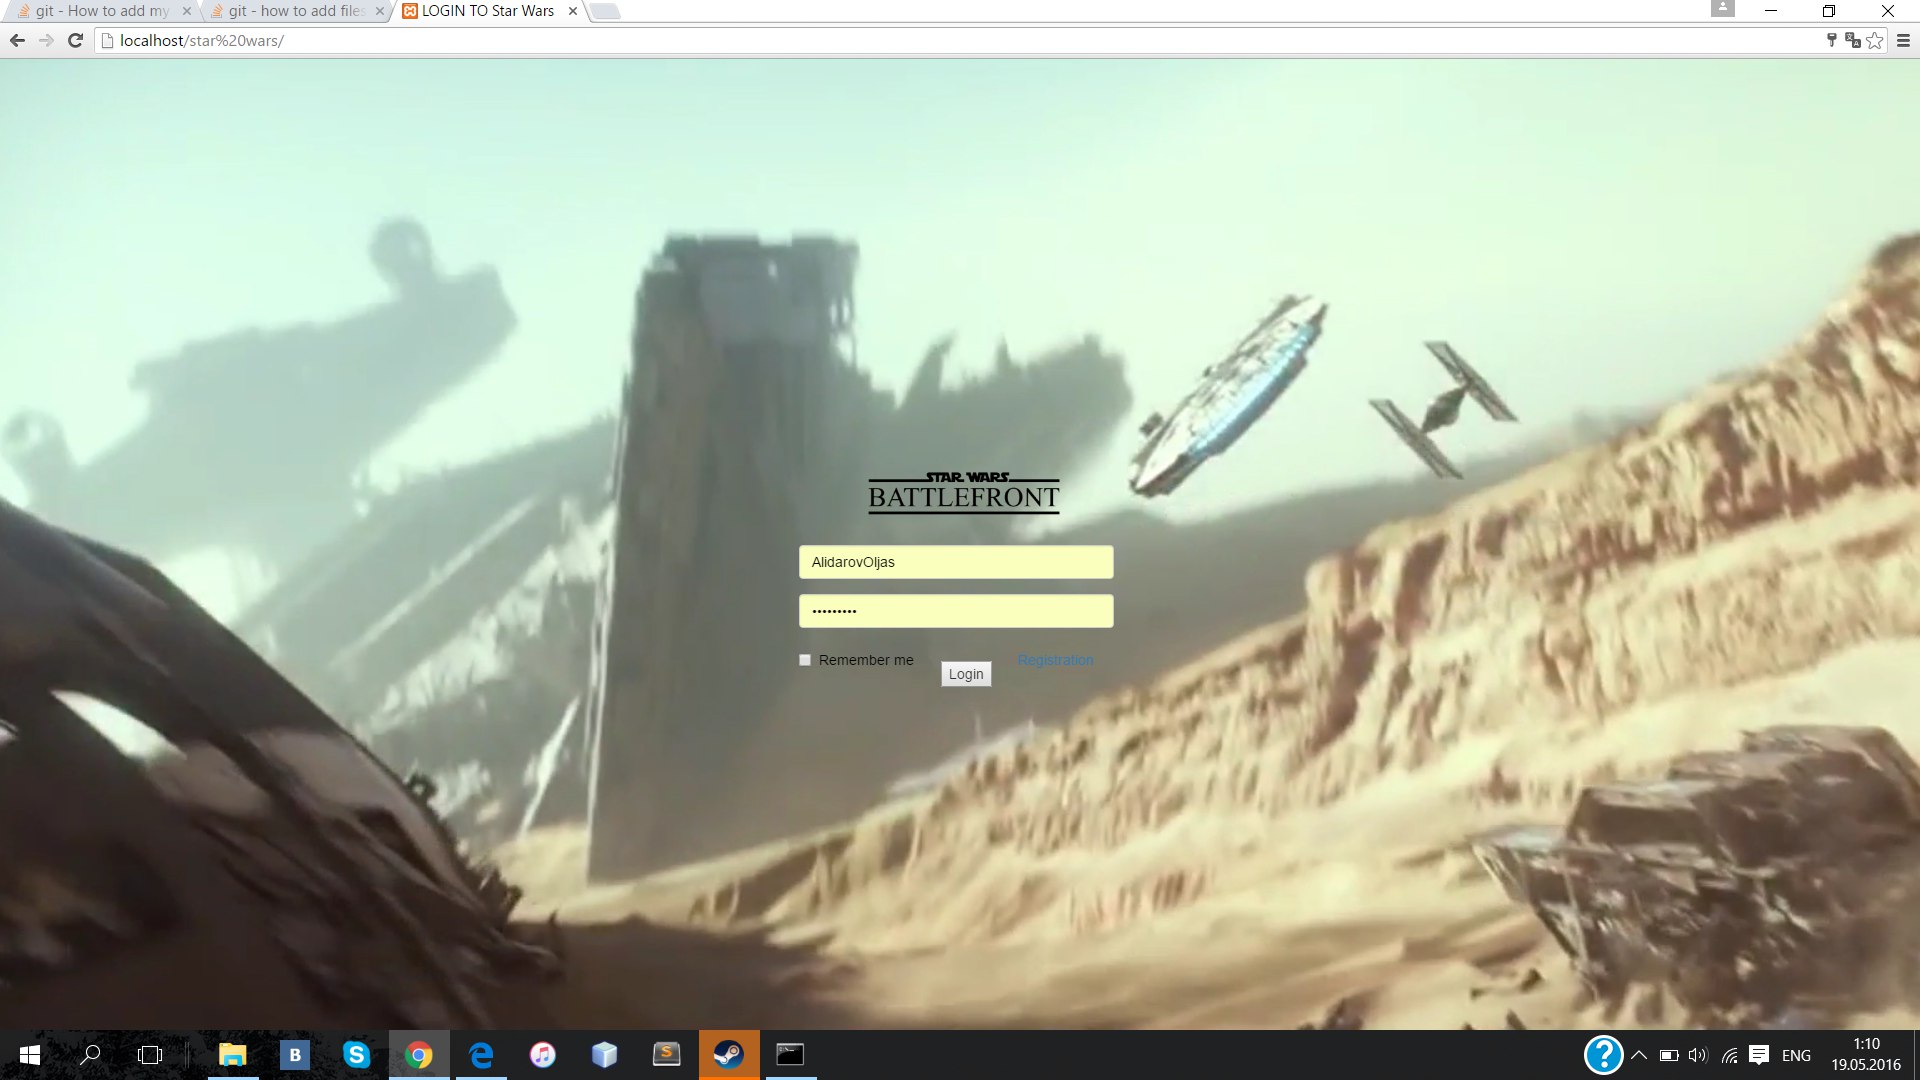 git - How to add my
git - how to add files
LOGIN TO Star Wars
localhost/star%20wars/
STAR WARS
BATTLEFRONT
AlidarovOljas
•••••••••
Remember me
Login
Registration
B
S
S
?
ENG
1:10
19.05.2016